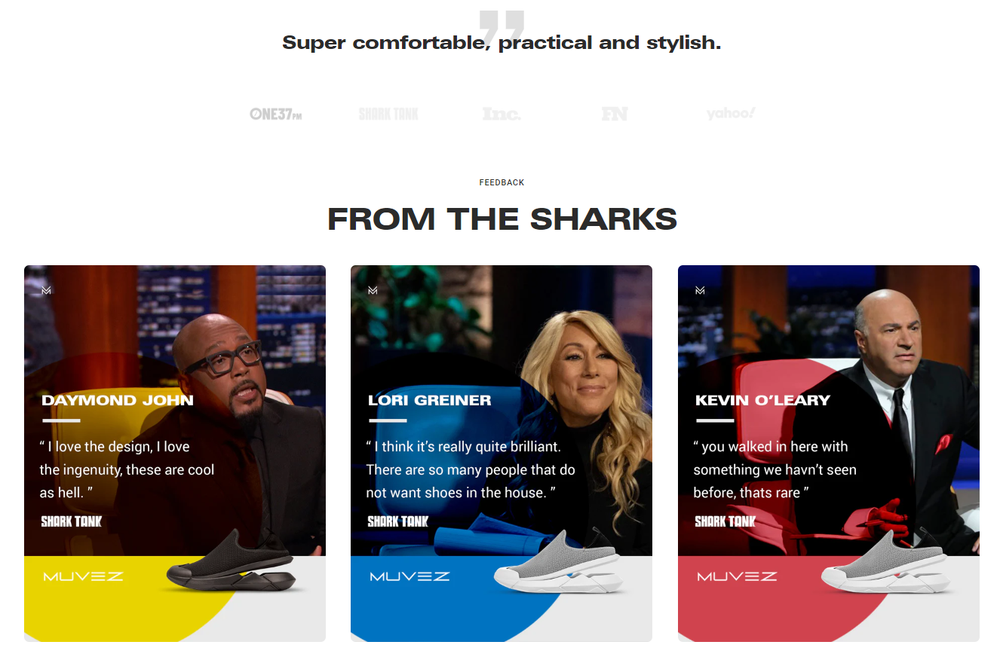 ”
Super comfortable, practical and stylish.
ONE37PM
SHARK TANK
Inc.
FN
yahoo!
FEEDBACK
FROM THE SHARKS
DAYMOND JOHN
“ I love the design, I love
the ingenuity, these are cool
as hell. ”
SHARK TANK
MUVEZ
LORI GREINER
“ I think it’s really quite brilliant.
There are so many people that do
not want shoes in the house. ”
SHARK TANK
MUVEZ
KEVIN O’LEARY
“ you walked in here with
something we havn’t seen
before, thats rare ”
SHARK TANK
MUVEZ